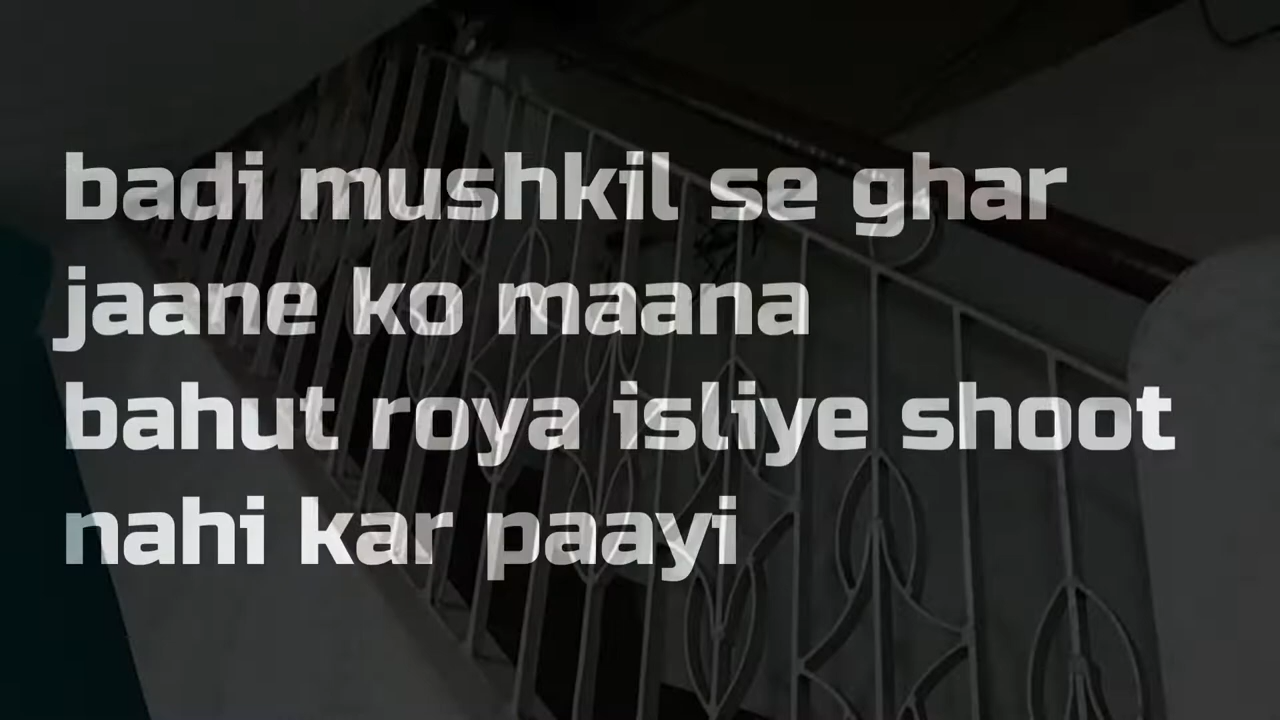 badi mushkil se ghar
jaane ko maana
bahut roya isliye shoot
nahi kar paayi